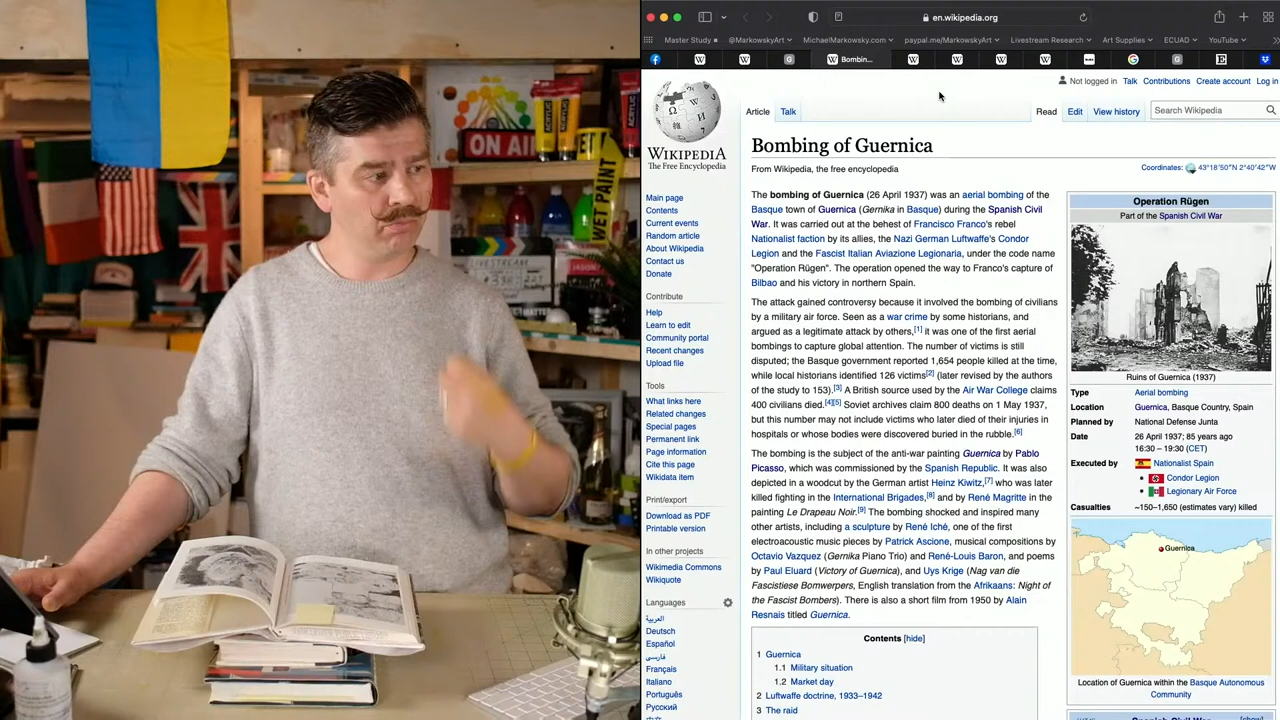 ACRYLIC
ACRYLIC
ON AIR
WET PAINT
LIVESTREAM
en.wikipedia.org
Master Study
@MarkowskyArt
MichaelMarkowsky.com
paypal.me/MarkowskyArt
Livestream Research
Art Supplies
ECUAD
YouTube
Bombin...
Not logged in Talk Contributions Create account Log in
Article Talk
Read Edit View history
Search Wikipedia
WIKIPEDIA
The Free Encyclopedia
Main page
Contents
Current events
Random article
About Wikipedia
Contact us
Donate
Contribute
Help
Learn to edit
Community portal
Recent changes
Upload file
Tools
What links here
Related changes
Special pages
Permanent link
Page information
Cite this page
Wikidata item
Print/export
Download as PDF
Printable version
In other projects
Wikimedia Commons
Wikiquote
Languages
العربية
Deutsch
Español
فارسی
Français
Italiano
Português
Русский
中文
Bombing of Guernica
From Wikipedia, the free encyclopedia
Coordinates: 43°18′50″N 2°40′42″W
The bombing of Guernica (26 April 1937) was an aerial bombing of the
Basque town of Guernica (Gernika in Basque) during the Spanish Civil
War. It was carried out at the behest of Francisco Franco's rebel
Nationalist faction by its allies, the Nazi German Luftwaffe's Condor
Legion and the Fascist Italian Aviazione Legionaria, under the code name
"Operation Rügen". The operation opened the way to Franco's capture of
Bilbao and his victory in northern Spain.
The attack gained controversy because it involved the bombing of civilians
by a military air force. Seen as a war crime by some historians, and
argued as a legitimate attack by others,[1] it was one of the first aerial
bombings to capture global attention. The number of victims is still
disputed; the Basque government reported 1,654 people killed at the time,
while local historians identified 126 victims[2] (later revised by the authors
of the study to 153).[3] A British source used by the Air War College claims
400 civilians died.[4][5] Soviet archives claim 800 deaths on 1 May 1937,
but this number may not include victims who later died of their injuries in
hospitals or whose bodies were discovered buried in the rubble.[6]
The bombing is the subject of the anti-war painting Guernica by Pablo
Picasso, which was commissioned by the Spanish Republic. It was also
depicted in a woodcut by the German artist Heinz Kiwitz,[7] who was later
killed fighting in the International Brigades,[8] and by René Magritte in the
painting Le Drapeau Noir.[9] The bombing shocked and inspired many
other artists, including a sculpture by René Iché, one of the first
electroacoustic music pieces by Patrick Ascione, musical compositions by
Octavio Vazquez (Gernika Piano Trio) and René-Louis Baron, and poems
by Paul Eluard (Victory of Guernica), and Uys Krige (Nag van die
Fascistiese Bomwerpers, English translation from the Afrikaans: Night of
the Fascist Bombers). There is also a short film from 1950 by Alain
Resnais titled Guernica.
Contents [hide]
1 Guernica
1.1 Military situation
1.2 Market day
2 Luftwaffe doctrine, 1933–1942
3 The raid
Operation Rügen
Part of the Spanish Civil War
Ruins of Guernica (1937)
Type Aerial bombing
Location Guernica, Basque Country, Spain
Planned by National Defense Junta
Date 26 April 1937; 85 years ago
16:30 – 19:30 (CET)
Executed by Nationalist Spain
• Condor Legion
• Legionary Air Force
Casualties ~150–1,650 (estimates vary) killed
Guernica
Location of Guernica within the Basque Autonomous
Community
Spanish Civil War [show]